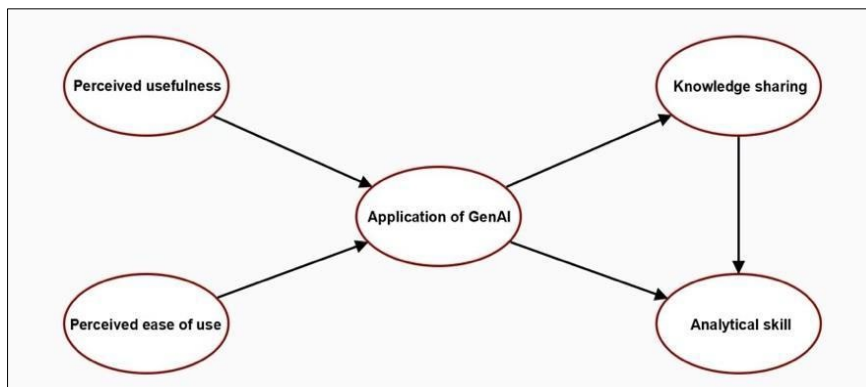 Perceived usefulness
Knowledge sharing
Application of GenAI
Perceived ease of use
Analytical skill